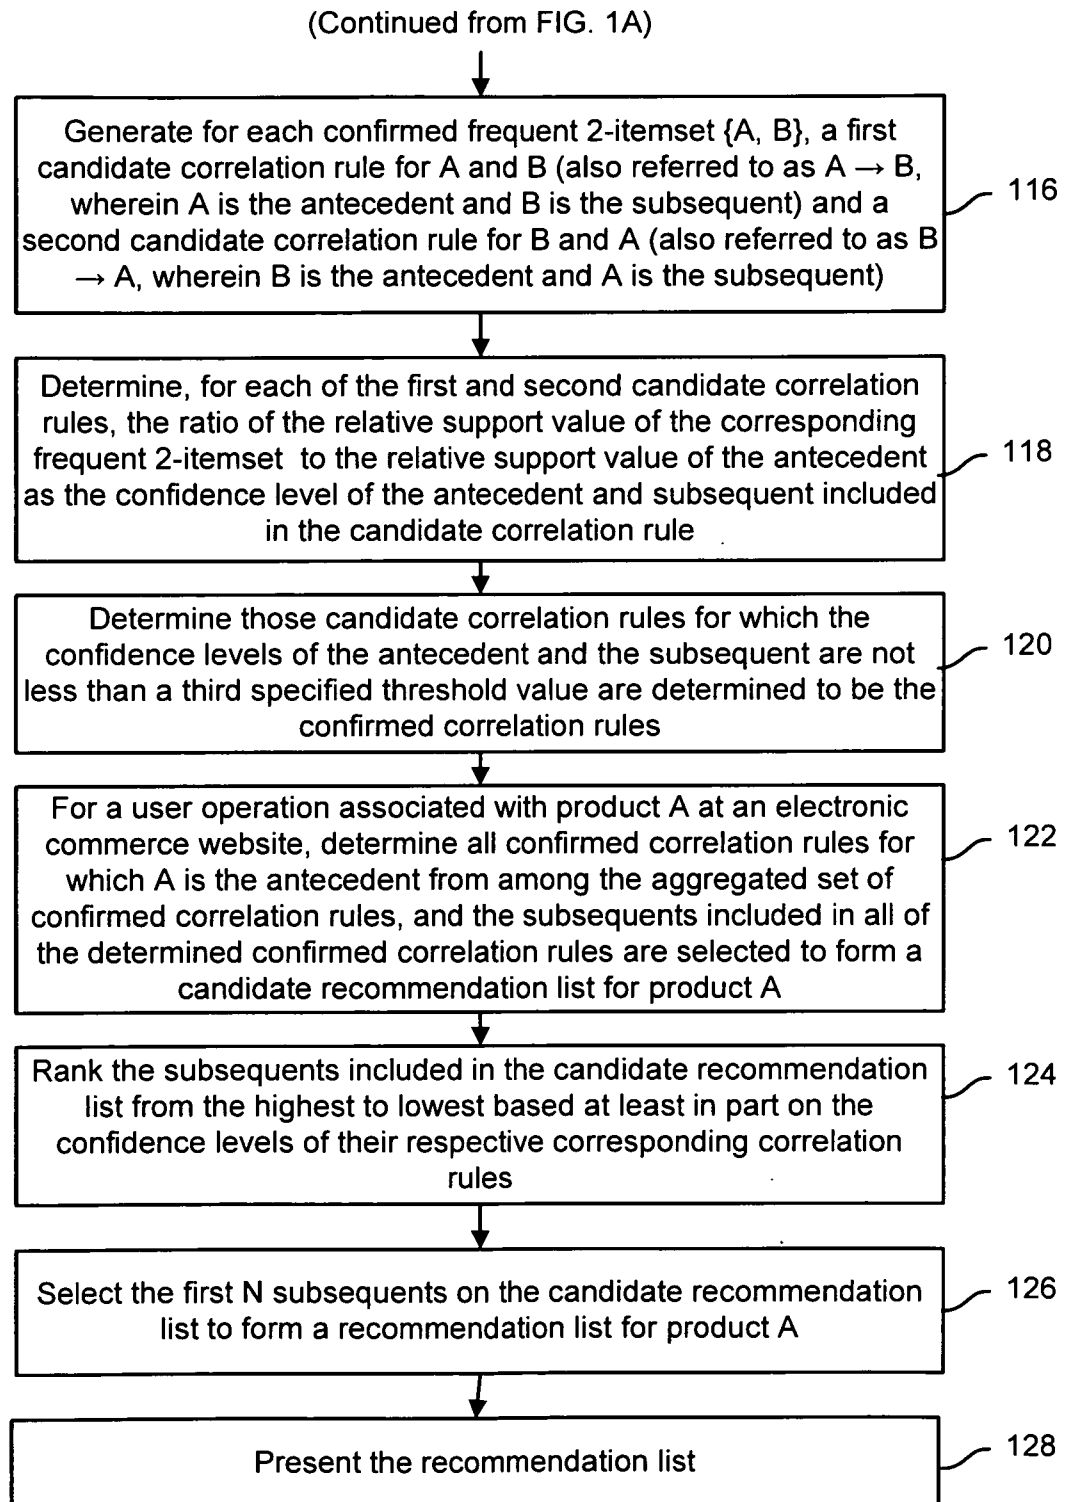 (Continued from FIG. 1A)
Generate for each confirmed frequent 2-itemset {A, B}, a first
candidate correlation rule for A and B (also referred to as A → B,
wherein A is the antecedent and B is the subsequent) and a
second candidate correlation rule for B and A (also referred to as B
→ A, wherein B is the antecedent and A is the subsequent)
116
Determine, for each of the first and second candidate correlation
rules, the ratio of the relative support value of the corresponding
frequent 2-itemset to the relative support value of the antecedent
as the confidence level of the antecedent and subsequent included
in the candidate correlation rule
118
Determine those candidate correlation rules for which the
confidence levels of the antecedent and the subsequent are not
less than a third specified threshold value are determined to be the
confirmed correlation rules
120
For a user operation associated with product A at an electronic
commerce website, determine all confirmed correlation rules for
which A is the antecedent from among the aggregated set of
confirmed correlation rules, and the subsequents included in all of
the determined confirmed correlation rules are selected to form a
candidate recommendation list for product A
122
Rank the subsequents included in the candidate recommendation
list from the highest to lowest based at least in part on the
confidence levels of their respective corresponding correlation
rules
124
Select the first N subsequents on the candidate recommendation
list to form a recommendation list for product A
126
Present the recommendation list
128